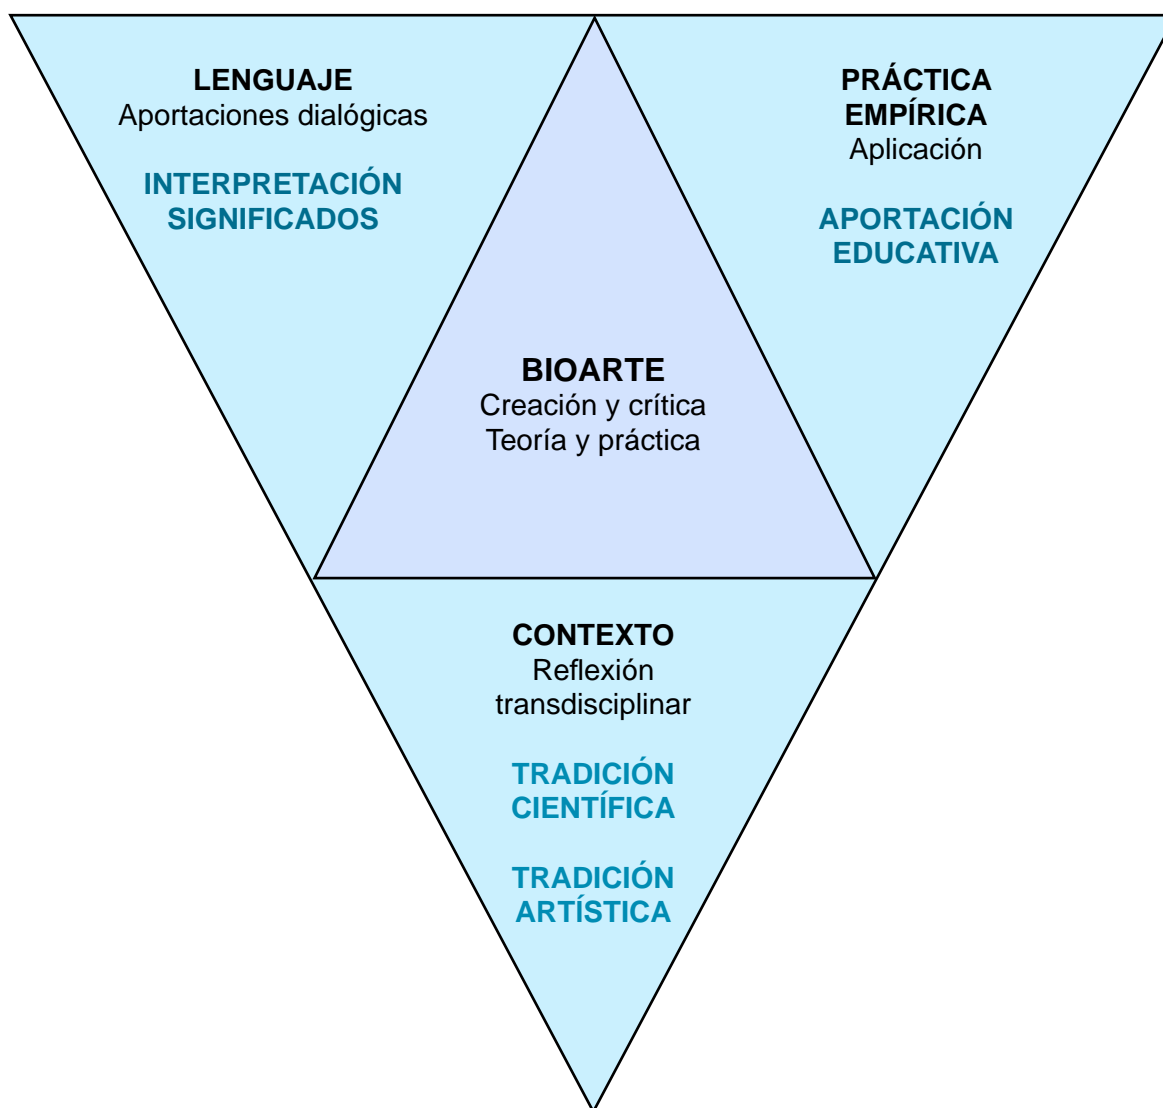 LENGUAJE
Aportaciones dialógicas
INTERPRETACIÓN
SIGNIFICADOS
PRÁCTICA
EMPÍRICA
Aplicación
APORTACIÓN
EDUCATIVA
BIOARTE
Creación y crítica
Teoría y práctica
CONTEXTO
Reflexión
transdisciplinar
TRADICIÓN
CIENTÍFICA
TRADICIÓN
ARTÍSTICA